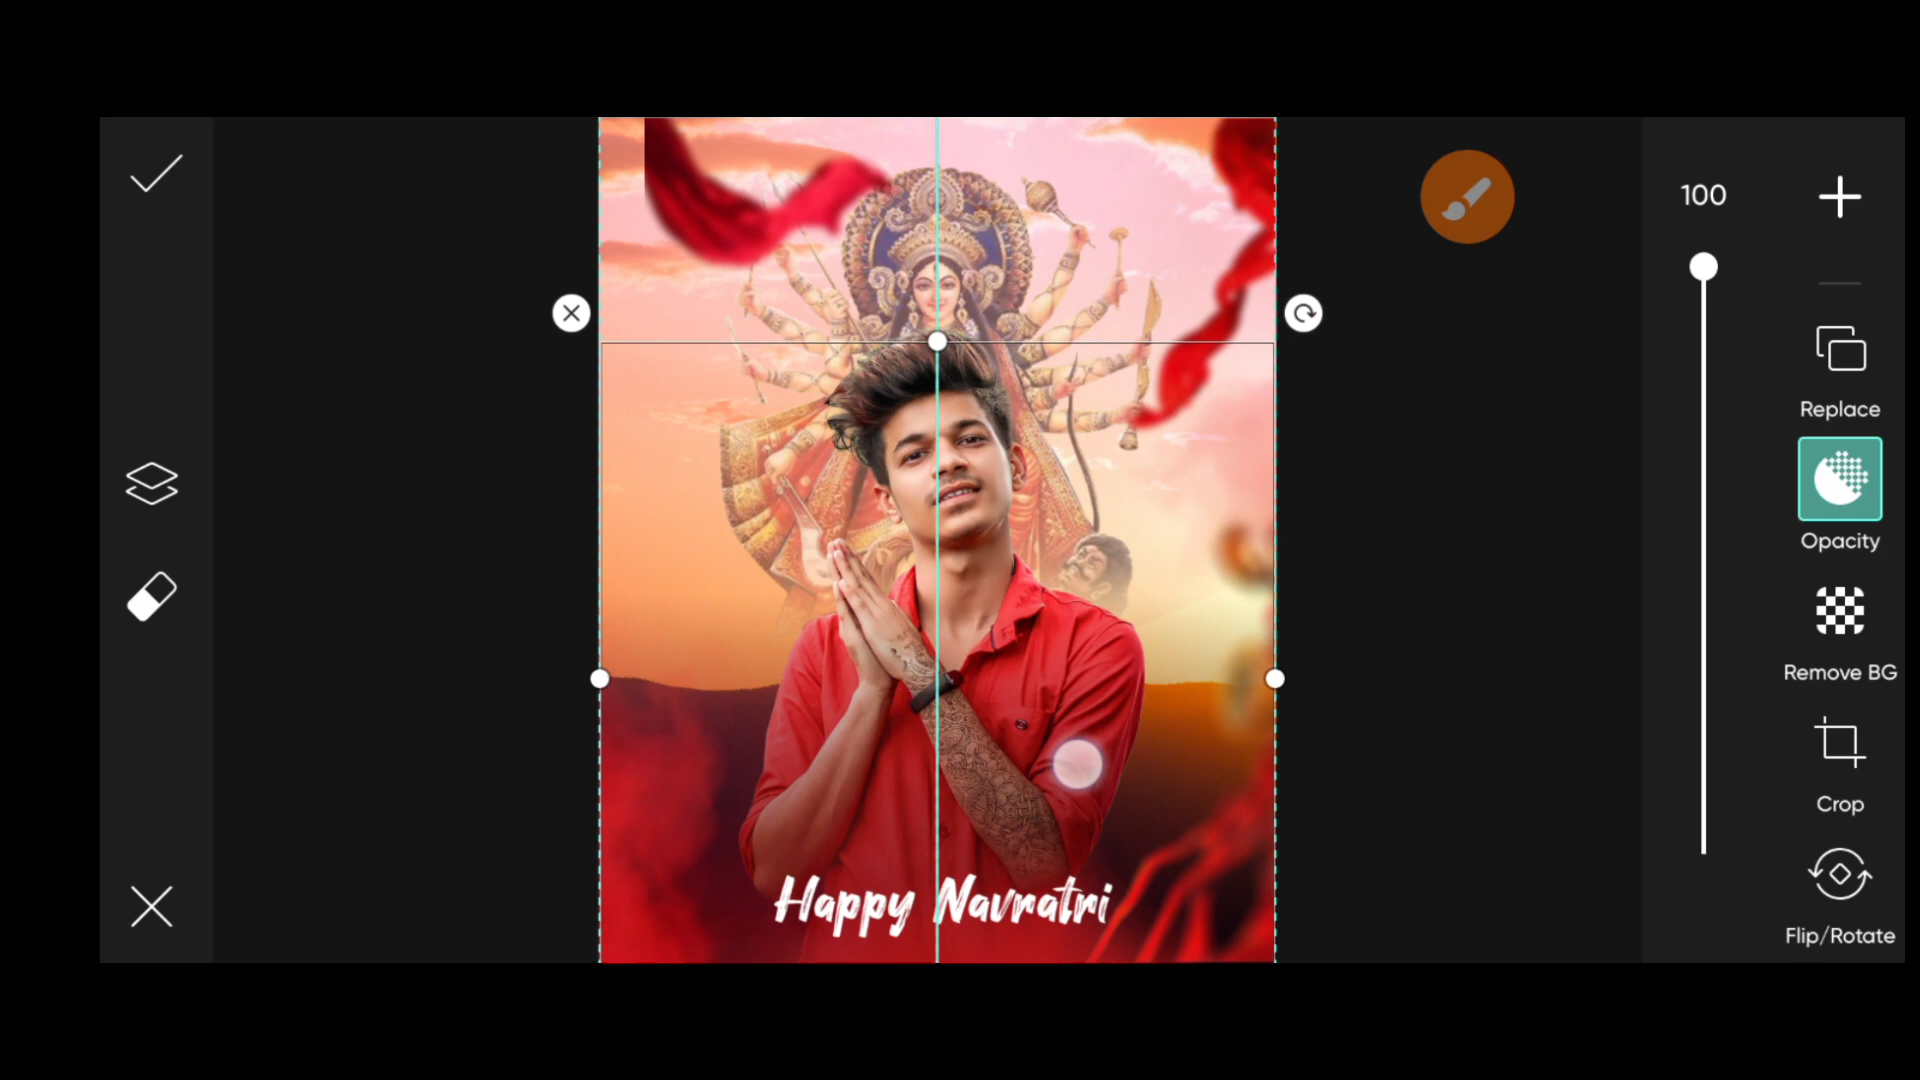 100
Replace
Opacity
Remove BG
Crop
Flip/Rotate
Happy Navratri